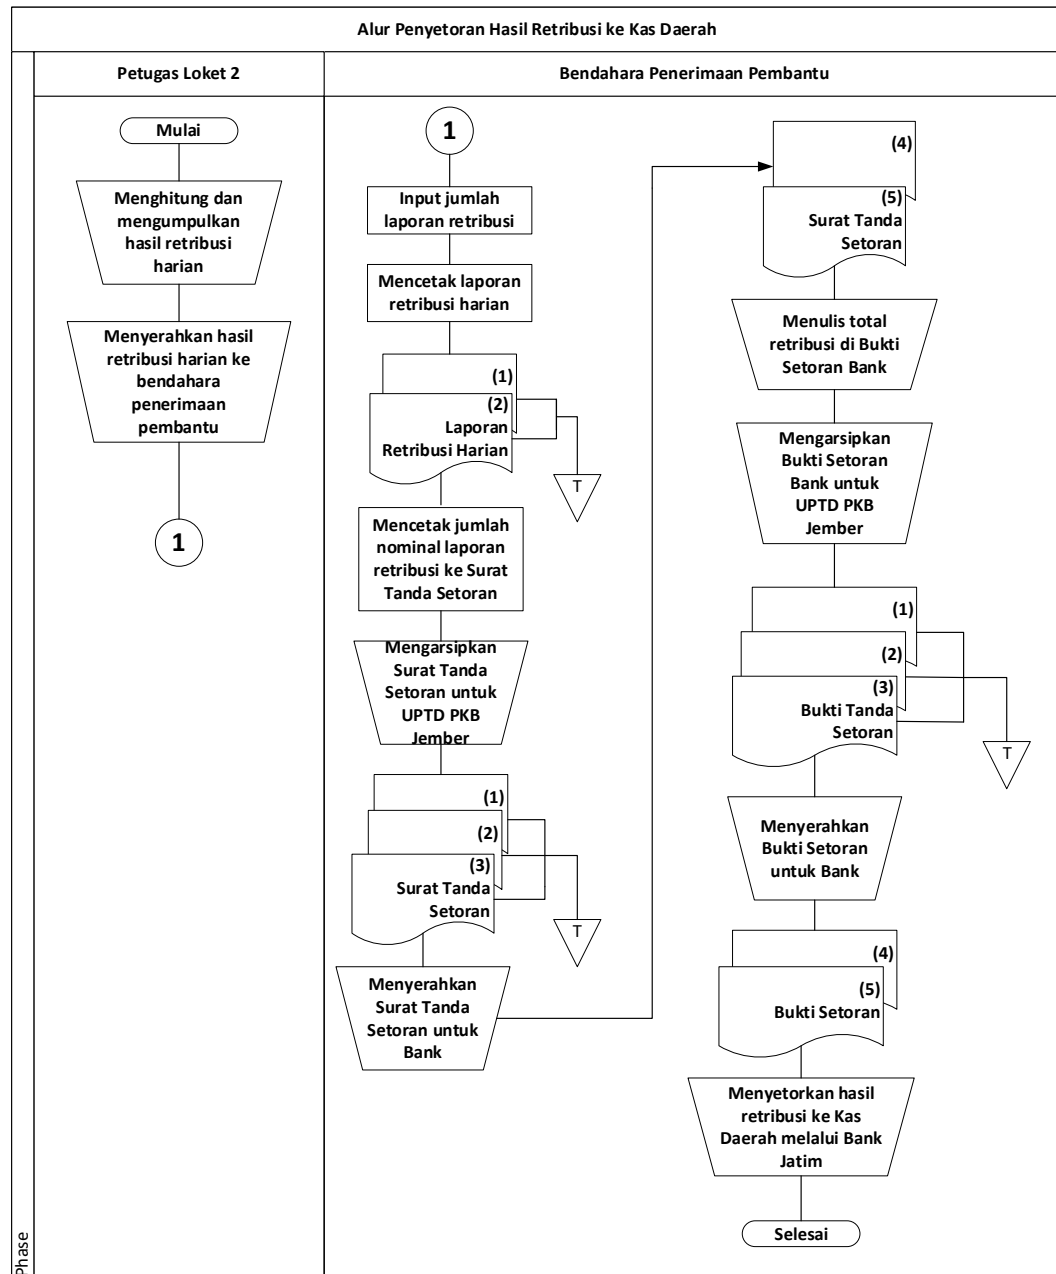 Alur Penyetoran Hasil Retribusi ke Kas Daerah
Petugas Loket 2
Bendahara Penerimaan Pembantu
Mulai
Menghitung dan
mengumpulkan
hasil retribusi
harian
Menyerahkan hasil
retribusi harian ke
bendahara
penerimaan
pembantu
1
1
Input jumlah
laporan retribusi
Mencetak laporan
retribusi harian
(1)
(2)
Laporan
Retribusi Harian
T
Mencetak jumlah
nominal laporan
retribusi ke Surat
Tanda Setoran
Mengarsipkan
Surat Tanda
Setoran untuk
UPTD PKB
Jember
(1)
(2)
(3)
Surat Tanda
Setoran
T
Menyerahkan
Surat Tanda
Setoran untuk
Bank
(4)
(5)
Surat Tanda
Setoran
Menulis total
retribusi di Bukti
Setoran Bank
Mengarsipkan
Bukti Setoran
Bank untuk
UPTD PKB
Jember
(1)
(2)
(3)
Bukti Tanda
Setoran
T
Menyerahkan
Bukti Setoran
untuk Bank
(4)
(5)
Bukti Setoran
Menyetorkan hasil
retribusi ke Kas
Daerah melalui Bank
Jatim
Selesai
Phase